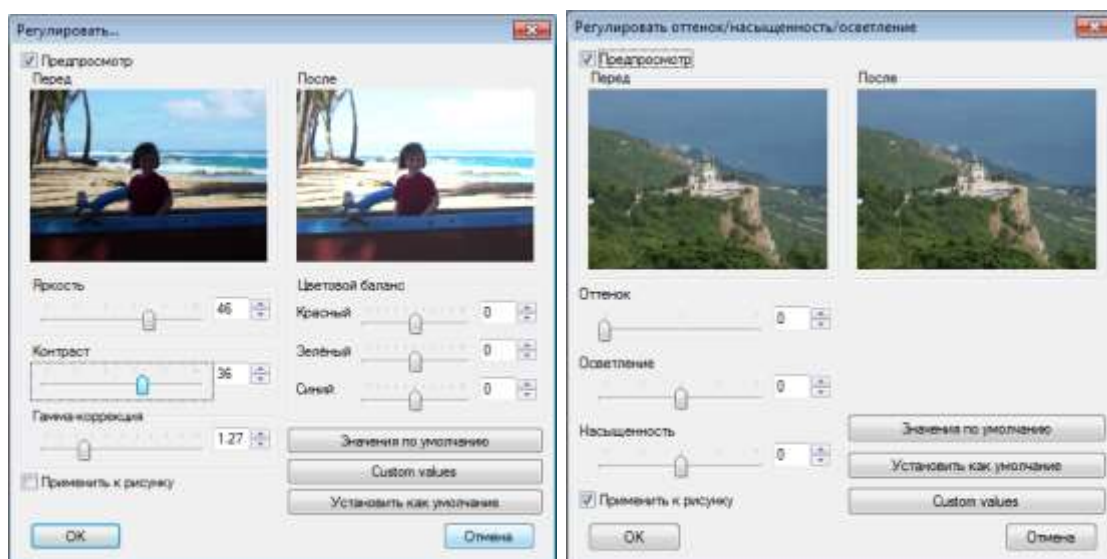 Регулировать...
Предпросмотр
Перед
После
Яркость
46
Контраст
36
Гамма-коррекция
1.27
Применить к рисунку
Цветовой баланс
Красный 0
Зелёный 0
Синий 0
Значения по умолчанию
Custom values
Установить как умолчание
OK
Отмена
Регулировать оттенок/насыщенность/осветление
Предпросмотр
Перед
После
Оттенок
0
Осветление
0
Насыщенность
0
Применить к рисунку
Значения по умолчанию
Установить как умолчание
Custom values
OK
Отмена